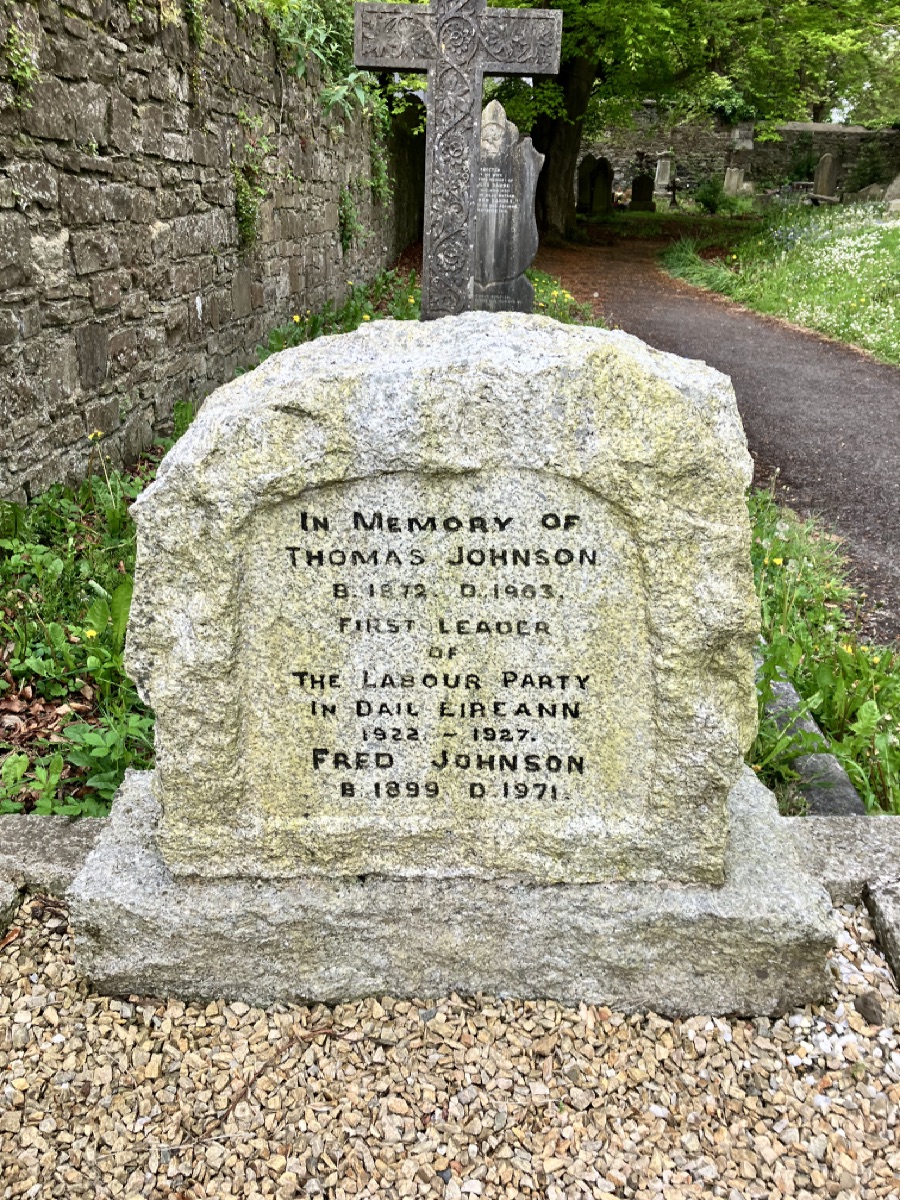 In Memory of
Thomas Johnson
B. 1872. D. 1963.
First Leader
of
The Labour Party
In Dail Eireann
1922. – 1927.
Fred Johnson
B. 1899 D. 1971.